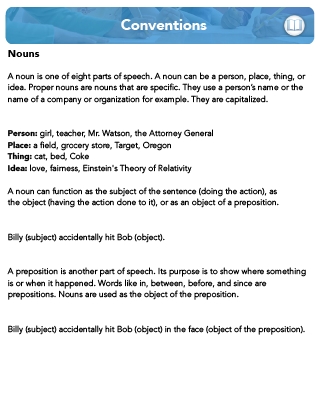 Conventions
Nouns
A noun is one of eight parts of speech. A noun can be a person, place, thing, or
idea. Proper nouns are nouns that are specific. They use a person's name or the
name of a company or organization for example. They are capitalized.
Person: girl, teacher, Mr. Watson, the Attorney General
Place: a field, grocery store, Target, Oregon
Thing: cat, bed, Coke
Idea: love, fairness, Einstein's Theory of Relativity
A noun can function as the subject of the sentence (doing the action), as
the object (having the action done to it), or as an object of a preposition.
Billy (subject) accidentally hit Bob (object).
A preposition is another part of speech. Its purpose is to show where something
is or when it happened. Words like in, between, before, and since are
prepositions. Nouns are used as the object of the preposition.
Billy (subject) accidentally hit Bob (object) in the face (object of the preposition).